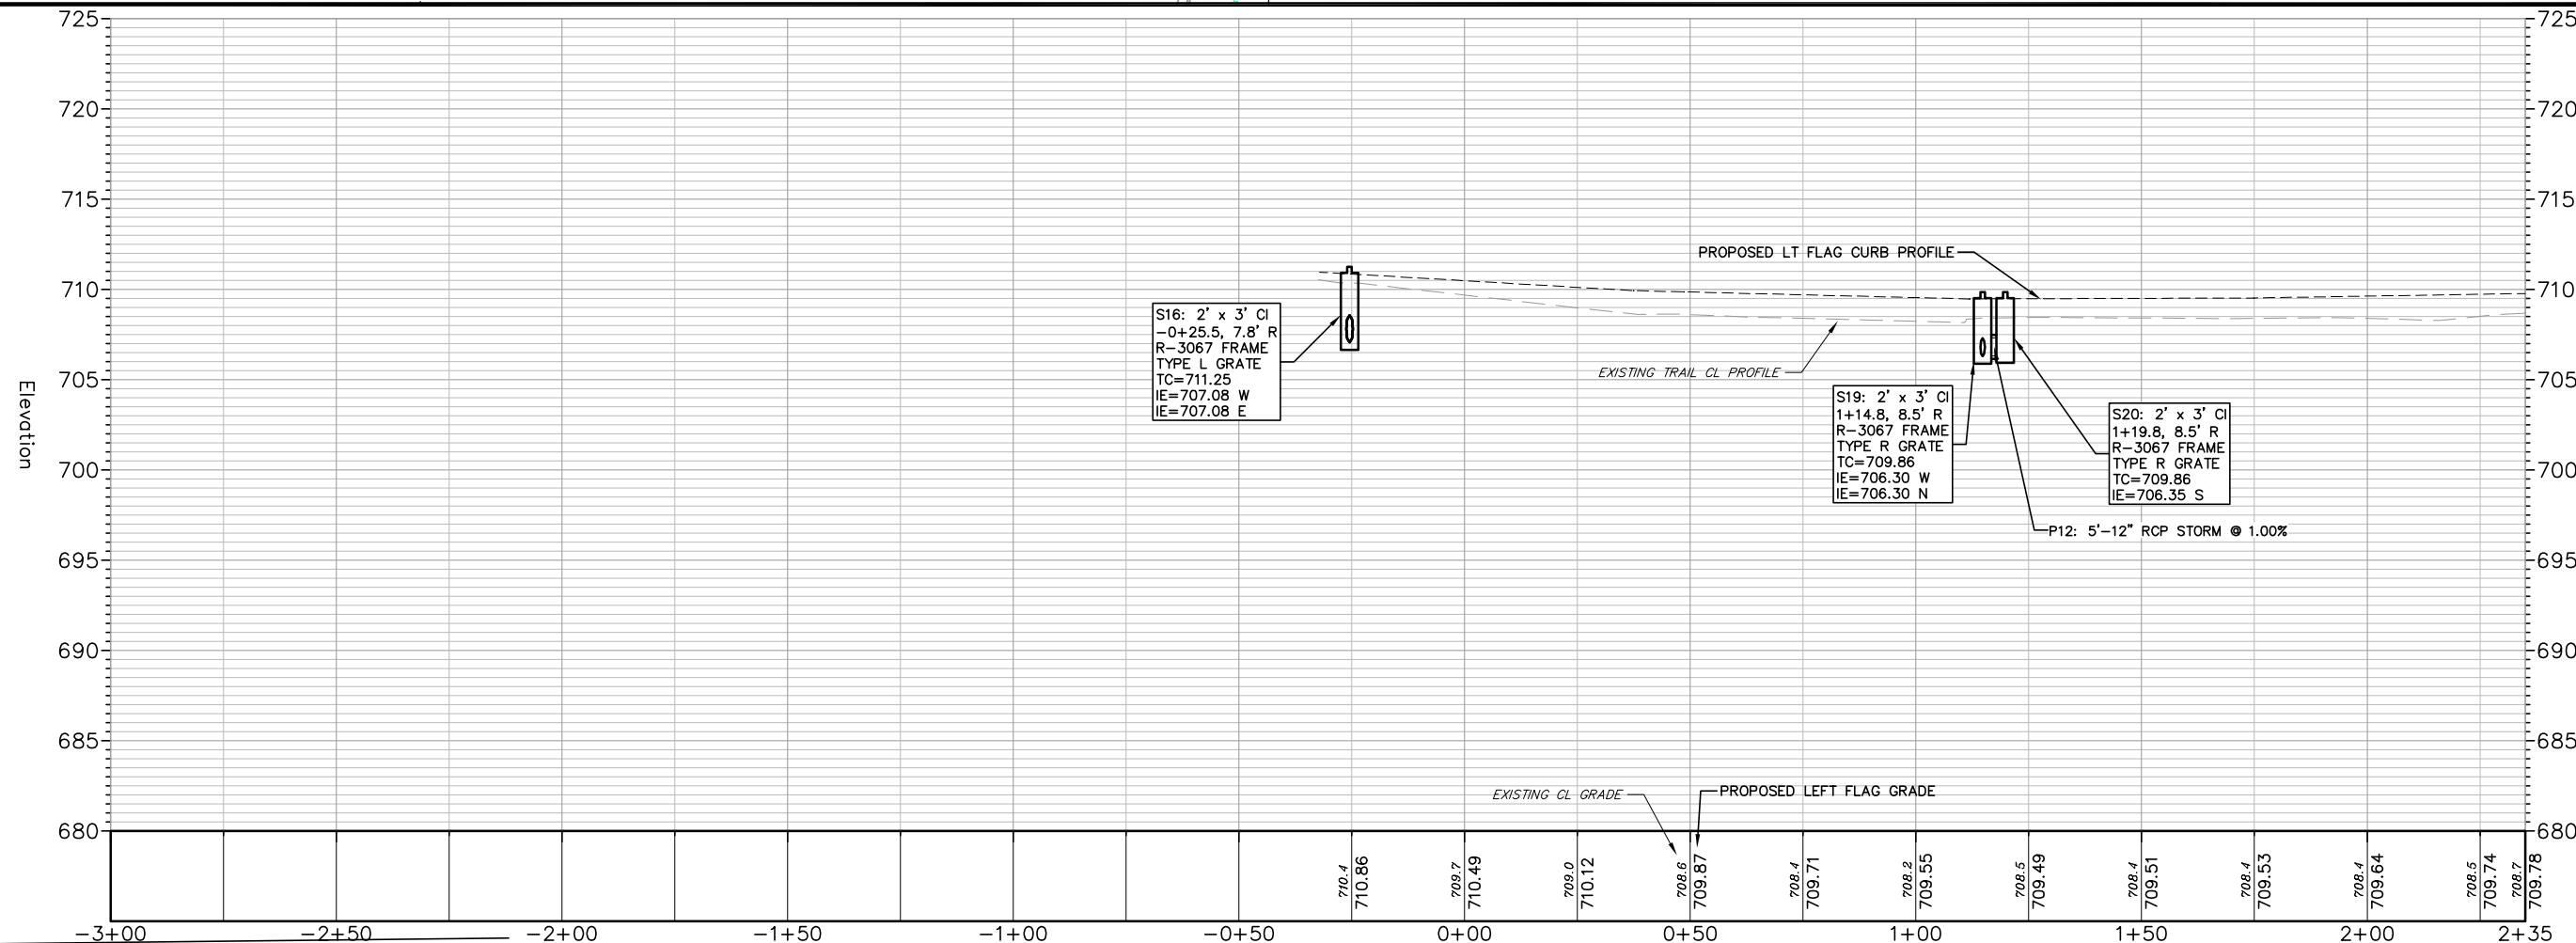 725
720
715
710
705
700
695
690
685
680
Elevation
725
720
715
710
705
700
695
690
685
680
PROPOSED LT FLAG CURB PROFILE
EXISTING TRAIL CL PROFILE
S16: 2' x 3' CI
-0+25.5, 7.8' R
R-3067 FRAME
TYPE L GRATE
TC=711.25
IE=707.08 W
IE=707.08 E
S19: 2' x 3' CI
1+14.8, 8.5' R
R-3067 FRAME
TYPE R GRATE
TC=709.86
IE=706.30 W
IE=706.30 N
S20: 2' x 3' CI
1+19.8, 8.5' R
R-3067 FRAME
TYPE R GRATE
TC=709.86
IE=706.35 S
P12: 5'-12" RCP STORM @ 1.00%
EXISTING CL GRADE
PROPOSED LEFT FLAG GRADE
710.4
710.86
709.7
710.49
709.0
710.12
708.6
709.87
708.4
709.71
708.2
709.55
708.5
709.49
708.4
709.51
708.4
709.53
708.4
709.64
708.5
709.74
708.7
709.78
-3+00
-2+50
-2+00
-1+50
-1+00
-0+50
0+00
0+50
1+00
1+50
2+00
2+35